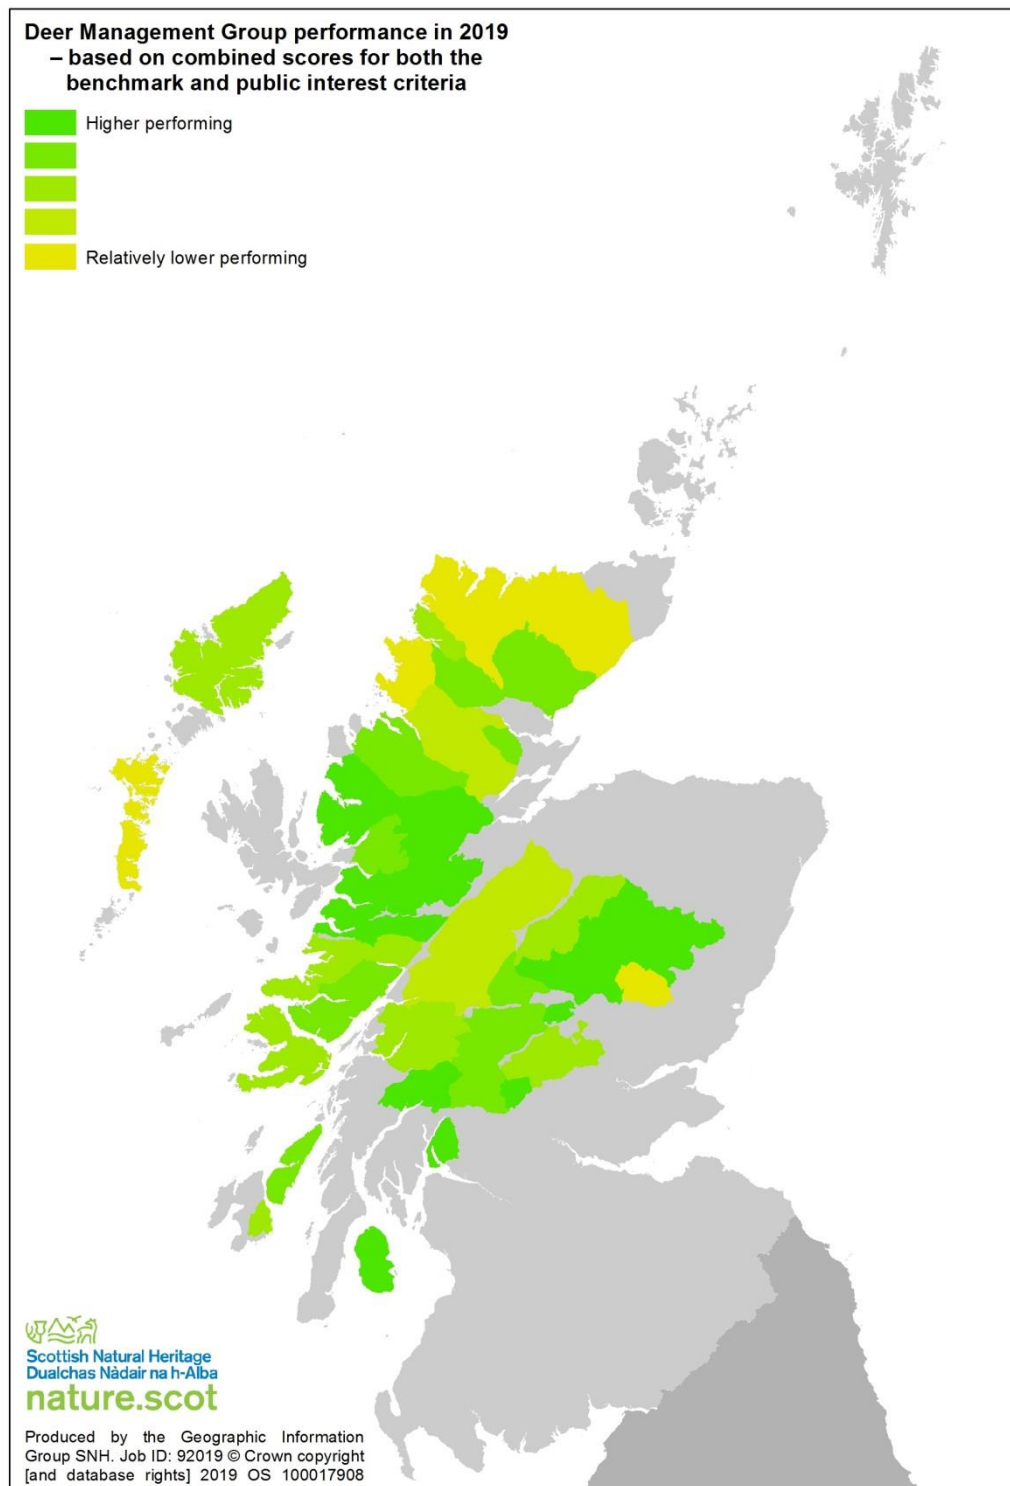 Deer Management Group performance in 2019
– based on combined scores for both the
benchmark and public interest criteria
Higher performing
Relatively lower performing
Scottish Natural Heritage
Dualchas Nàdair na h-Alba
nature.scot
Produced by the Geographic Information
Group SNH. Job ID: 92019 © Crown copyright
[and database rights] 2019 OS 100017908